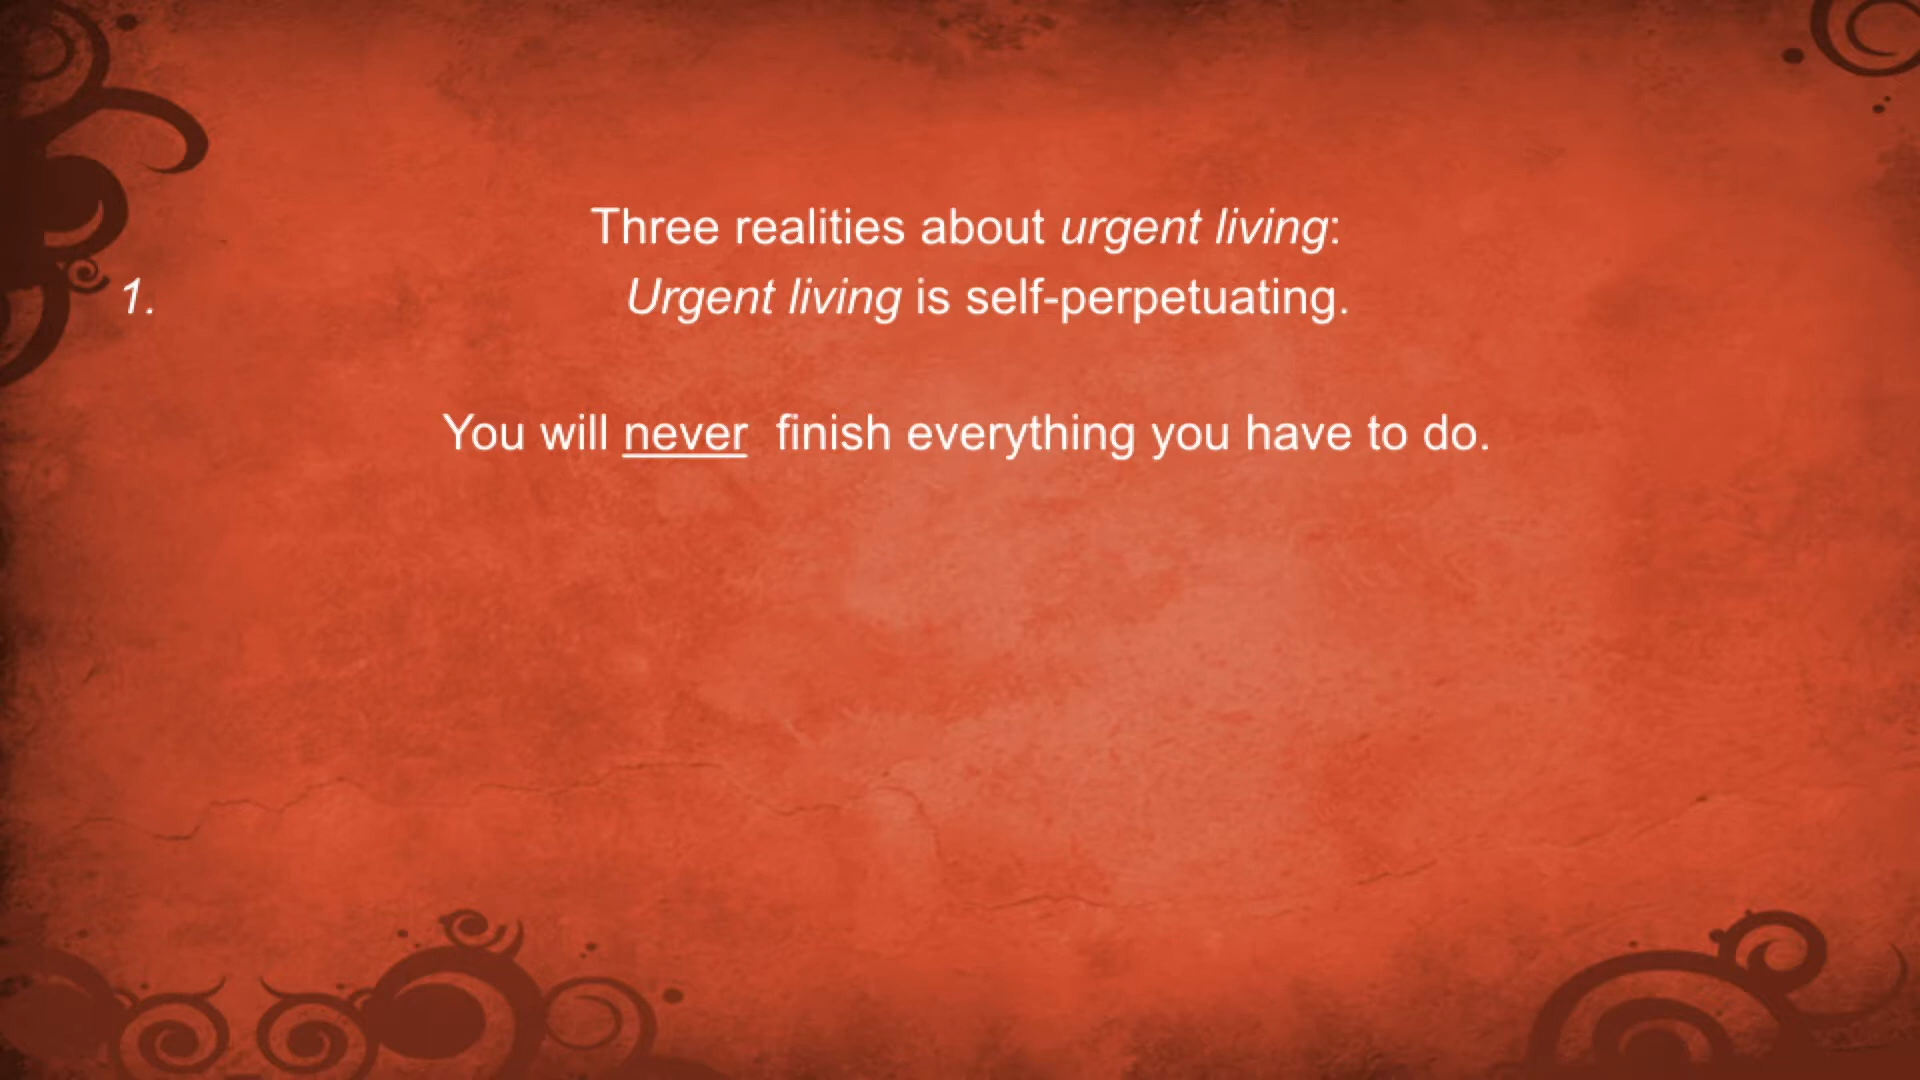 Three realities about urgent living:
1. Urgent living is self-perpetuating.
You will never finish everything you have to do.